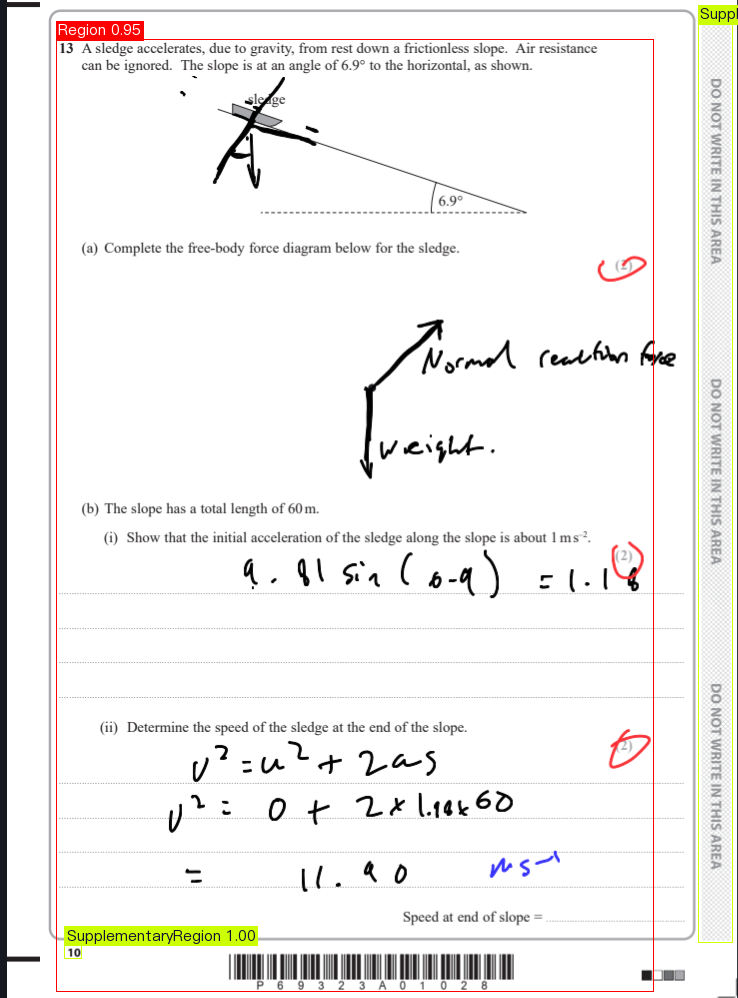 Suppl
Region 0.95
13 A sledge accelerates, due to gravity, from rest down a frictionless slope. Air resistance
can be ignored. The slope is at an angle of 6.9° to the horizontal, as shown.
sledge
6.9°
(a) Complete the free-body force diagram below for the sledge.
(2)
Normal reaction force
Weight.
(b) The slope has a total length of 60 m.
(i) Show that the initial acceleration of the sledge along the slope is about 1 m s⁻².
(2)
9.81 sin (6.9) = 1.18
(ii) Determine the speed of the sledge at the end of the slope.
(2)
v² = u² + 2as
v² = 0 + 2 × 1.18 × 60
= 11.90 ms⁻¹
Speed at end of slope =
SupplementaryRegion 1.00
10
P 6 9 3 2 3 A 0 1 0 2 8
DO NOT WRITE IN THIS AREA
DO NOT WRITE IN THIS AREA
DO NOT WRITE IN THIS AREA